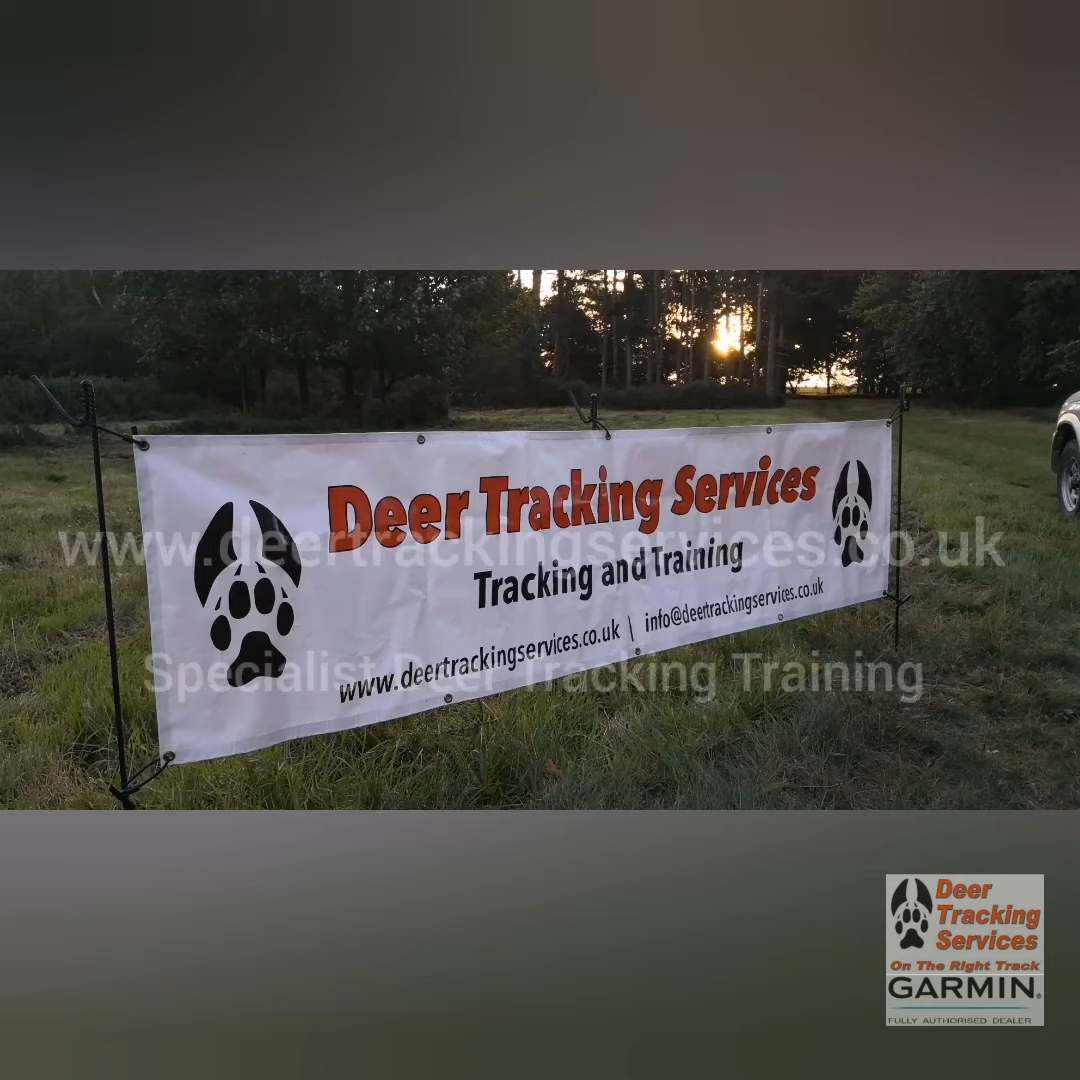 Deer Tracking Services
www.deertrackingservices.co.uk
Tracking and Training
www.deertrackingservices.co.uk | info@deertrackingservices.co.uk
Specialist Deer Tracking Training
Deer
Tracking
Services
On The Right Track
GARMIN®
FULLY AUTHORISED DEALER